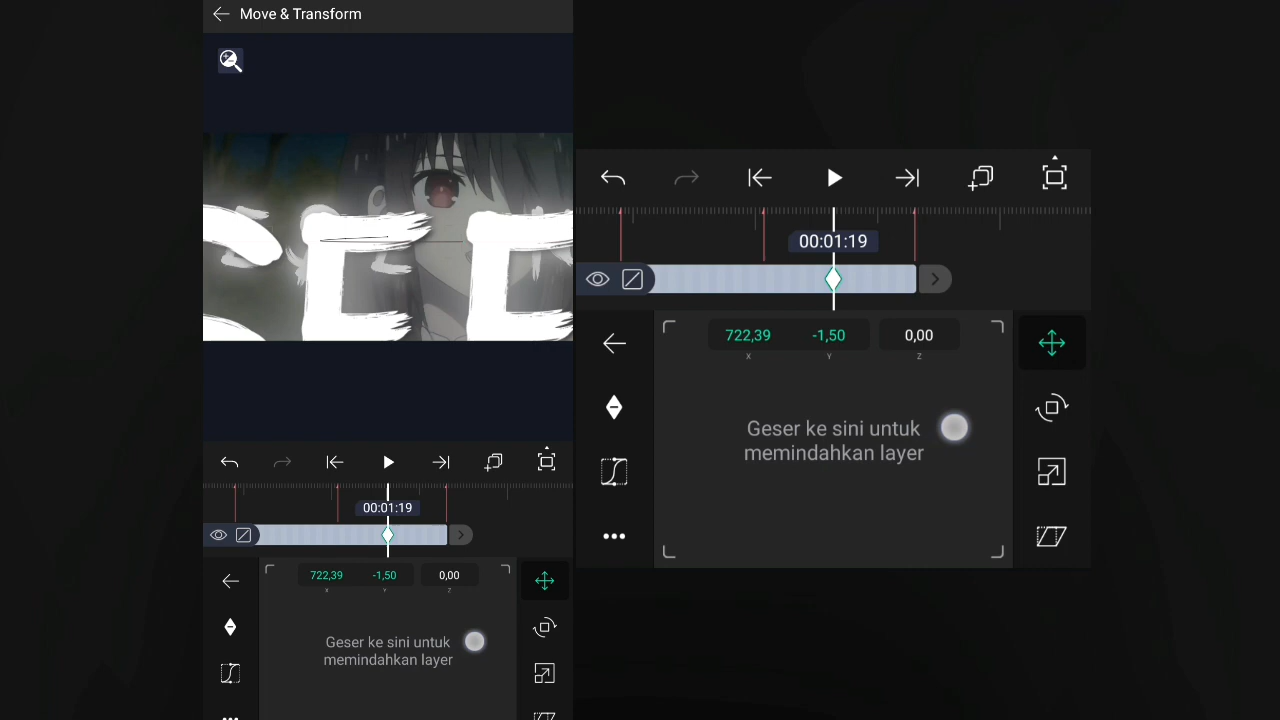 Move & Transform
SEE
00:01:19
722,39 -1,50 0,00
X Y Z
Geser ke sini untuk
memindahkan layer
00:01:19
722,39 -1,50 0,00
X Y Z
Geser ke sini untuk
memindahkan layer